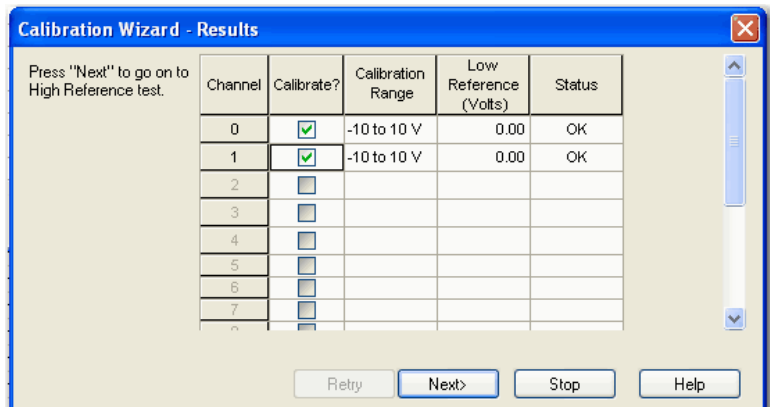 Calibration Wizard - Results
Press "Next" to go on to
High Reference test.
Channel Calibrate? Calibration Range Low Reference (Volts) Status
0 -10 to 10 V 0.00 OK
1 -10 to 10 V 0.00 OK
2
3
4
5
6
7
Retry Next> Stop Help